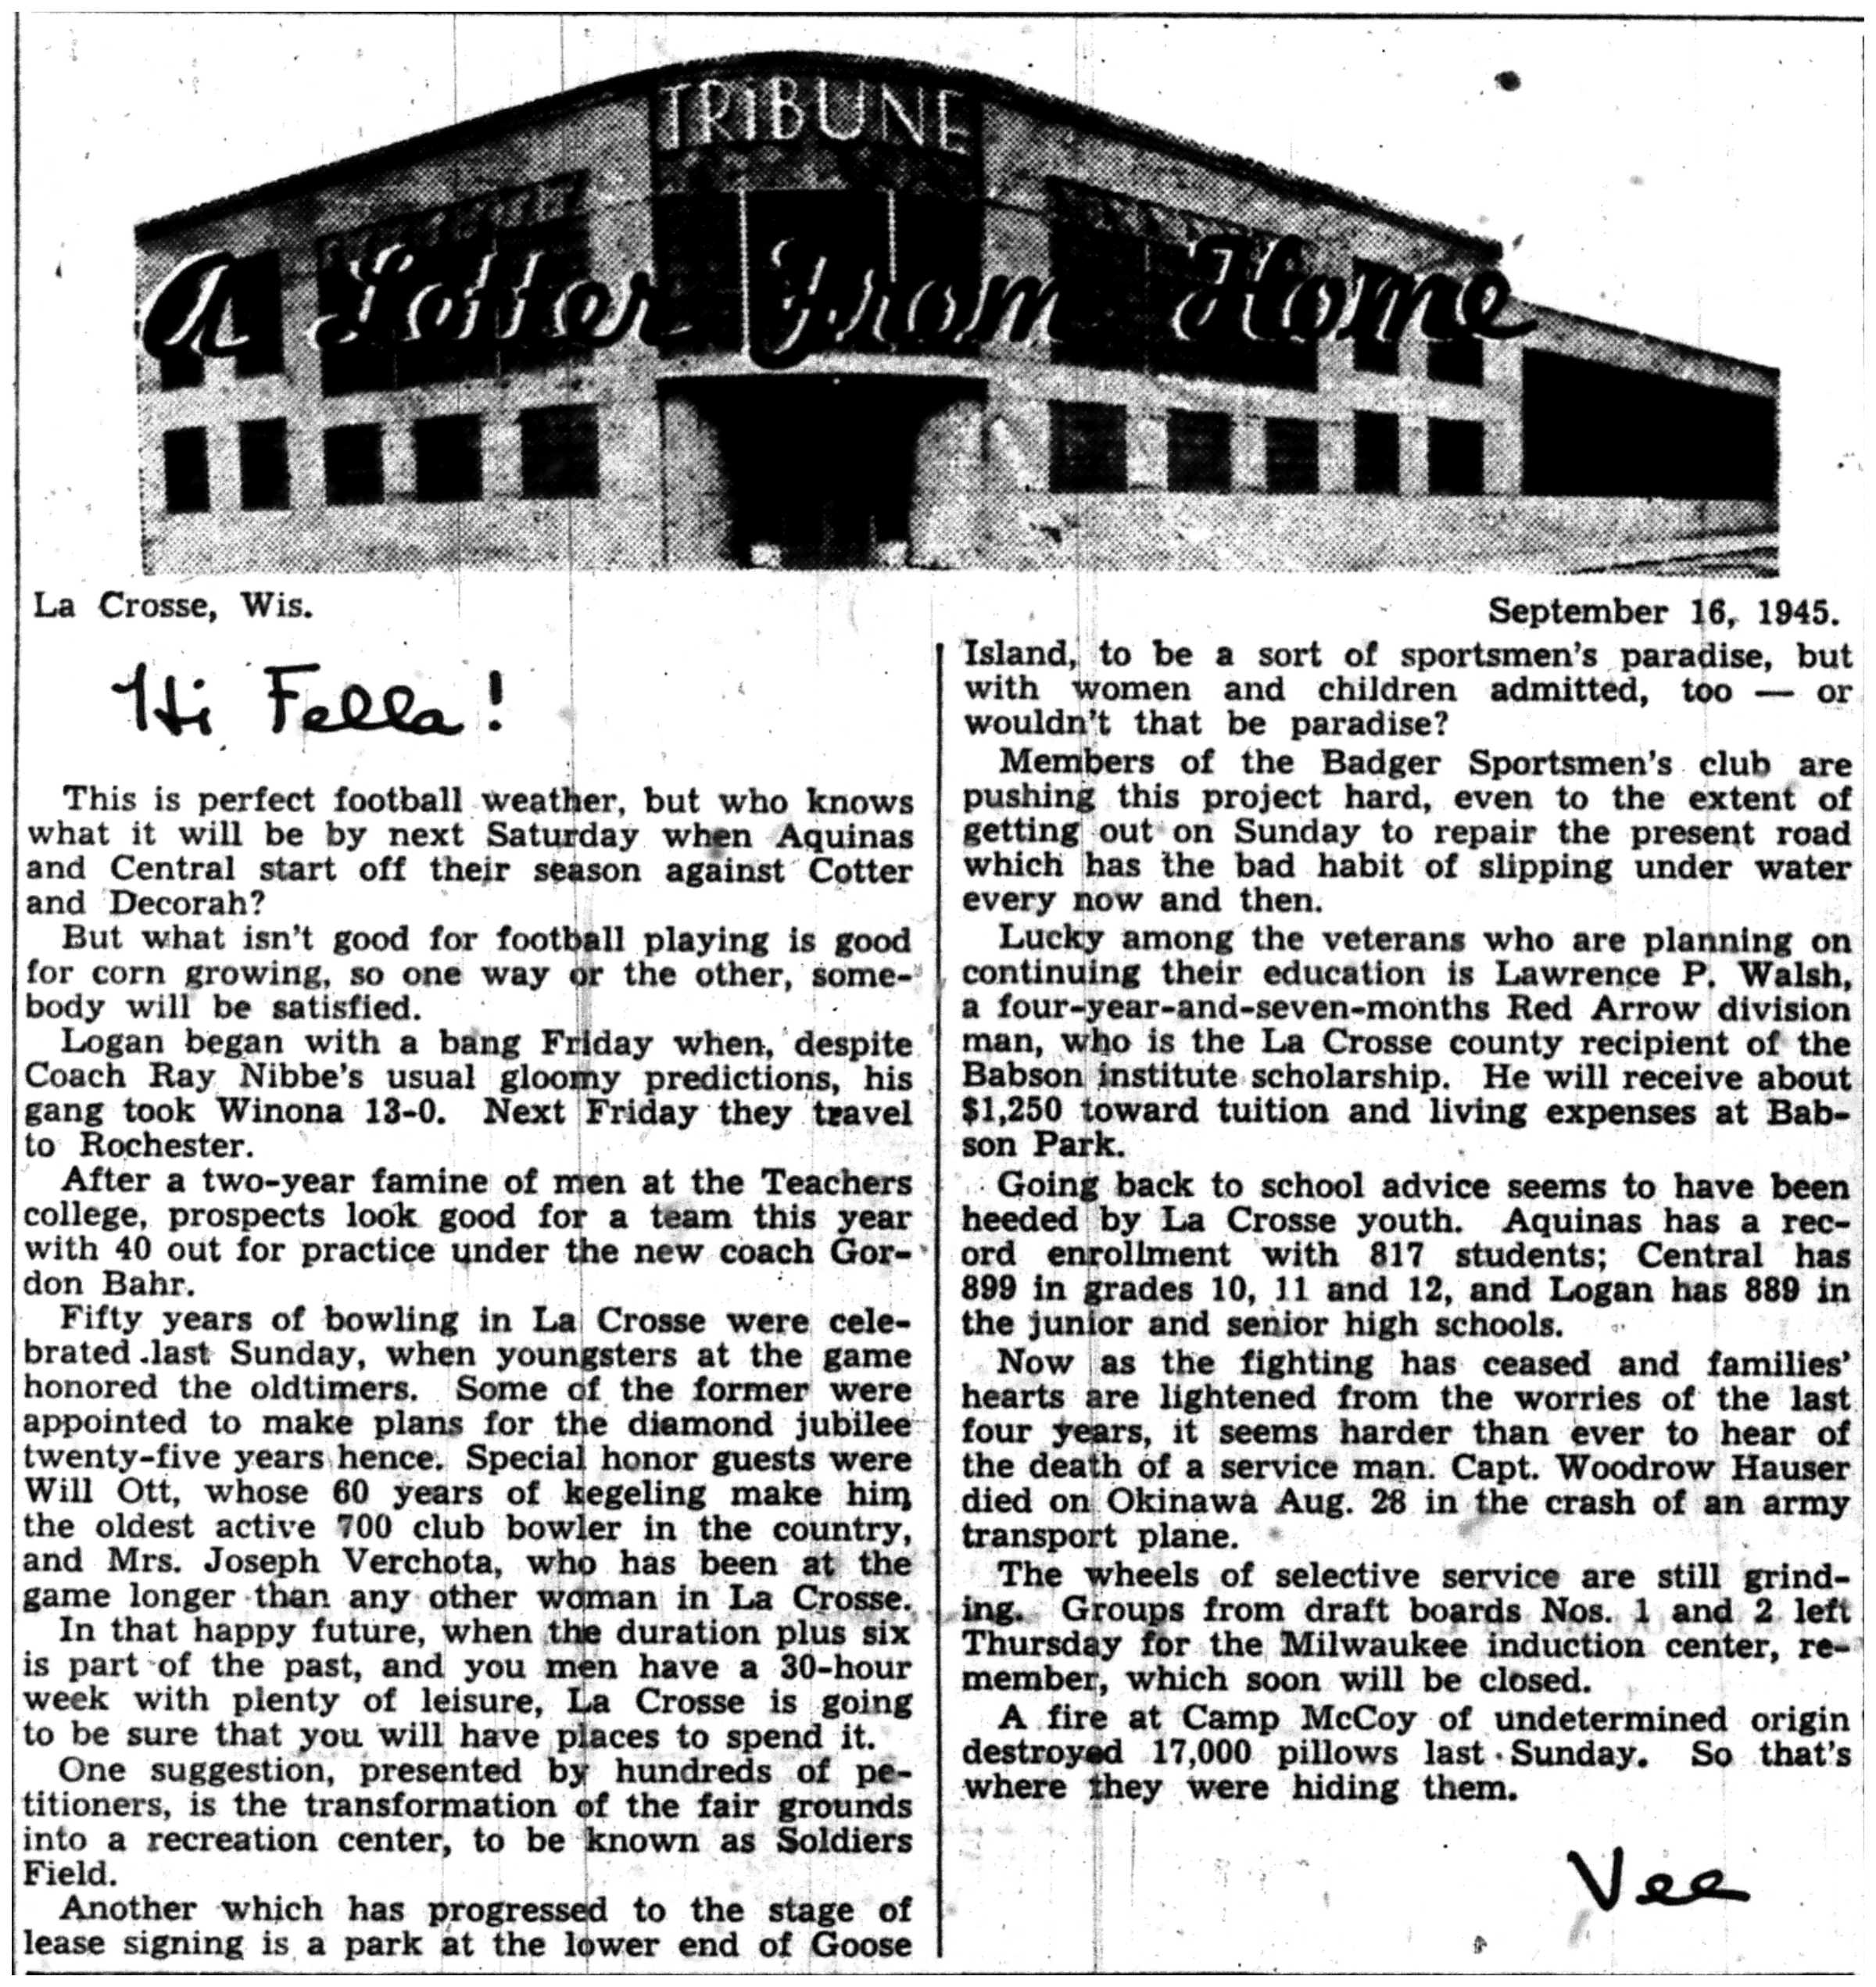 TRIBUNE
A Letter From Home
La Crosse, Wis.
September 16, 1945.
Hi Fella!
This is perfect football weather, but who knows
what it will be by next Saturday when Aquinas
and Central start off their season against Cotter
and Decorah?
But what isn't good for football playing is good
for corn growing, so one way or the other, some-
body will be satisfied.
Logan began with a bang Friday when, despite
Coach Ray Nibbe's usual gloomy predictions, his
gang took Winona 13-0. Next Friday they travel
to Rochester.
After a two-year famine of men at the Teachers
college, prospects look good for a team this year
with 40 out for practice under the new coach Gor-
don Bahr.
Fifty years of bowling in La Crosse were cele-
brated last Sunday, when youngsters at the game
honored the oldtimers. Some of the former were
appointed to make plans for the diamond jubilee
twenty-five years hence. Special honor guests were
Will Ott, whose 60 years of kegeling make him
the oldest active 700 club bowler in the country,
and Mrs. Joseph Verchota, who has been at the
game longer than any other woman in La Crosse.
In that happy future, when the duration plus six
is part of the past, and you men have a 30-hour
week with plenty of leisure, La Crosse is going
to be sure that you will have places to spend it.
One suggestion, presented by hundreds of pe-
titioners, is the transformation of the fair grounds
into a recreation center, to be known as Soldiers
Field.
Another which has progressed to the stage of
lease signing is a park at the lower end of Goose
Island, to be a sort of sportsmen's paradise, but
with women and children admitted, too — or
wouldn't that be paradise?
Members of the Badger Sportsmen's club are
pushing this project hard, even to the extent of
getting out on Sunday to repair the present road
which has the bad habit of slipping under water
every now and then.
Lucky among the veterans who are planning on
continuing their education is Lawrence P. Walsh,
a four-year-and-seven-months Red Arrow division
man, who is the La Crosse county recipient of the
Babson institute scholarship. He will receive about
$1,250 toward tuition and living expenses at Bab-
son Park.
Going back to school advice seems to have been
heeded by La Crosse youth. Aquinas has a rec-
ord enrollment with 817 students; Central has
899 in grades 10, 11 and 12, and Logan has 889 in
the junior and senior high schools.
Now as the fighting has ceased and families'
hearts are lightened from the worries of the last
four years, it seems harder than ever to hear of
the death of a service man. Capt. Woodrow Hauser
died on Okinawa Aug. 28 in the crash of an army
transport plane.
The wheels of selective service are still grind-
ing. Groups from draft boards Nos. 1 and 2 left
Thursday for the Milwaukee induction center, re-
member, which soon will be closed.
A fire at Camp McCoy of undetermined origin
destroyed 17,000 pillows last Sunday. So that's
where they were hiding them.
Vee